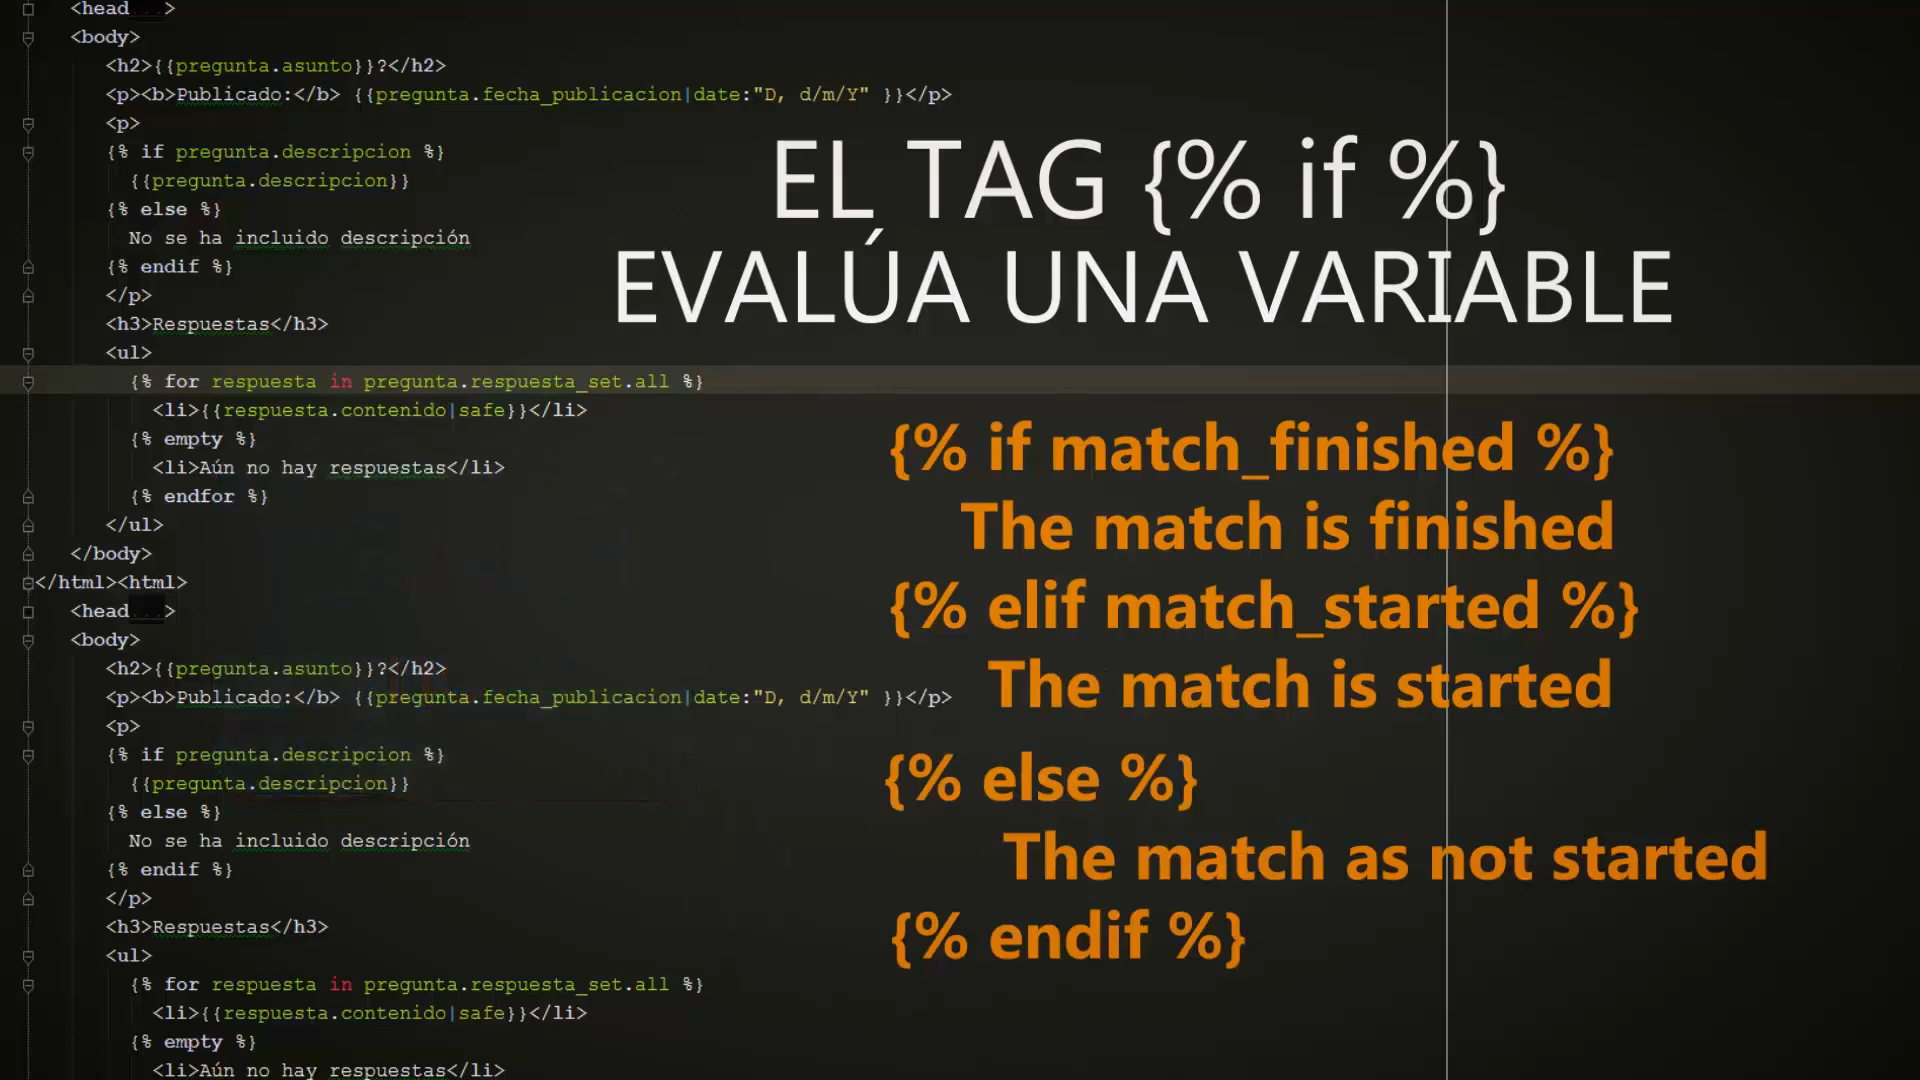 <head...>
<body>
<h2>{{pregunta.asunto}}?</h2>
<p><b>Publicado:</b> {{pregunta.fecha_publicacion|date:"D, d/m/Y" }}</p>
<p>
{% if pregunta.descripcion %}
{{pregunta.descripcion}}
{% else %}
No se ha incluido descripción
{% endif %}
</p>
<h3>Respuestas</h3>
<ul>
{% for respuesta in pregunta.respuesta_set.all %}
<li>{{respuesta.contenido|safe}}</li>
{% empty %}
<li>Aún no hay respuestas</li>
{% endfor %}
</ul>
</body>
</html><html>
<head...>
<body>
<h2>{{pregunta.asunto}}?</h2>
<p><b>Publicado:</b> {{pregunta.fecha_publicacion|date:"D, d/m/Y" }}</p>
<p>
{% if pregunta.descripcion %}
{{pregunta.descripcion}}
{% else %}
No se ha incluido descripción
{% endif %}
</p>
<h3>Respuestas</h3>
<ul>
{% for respuesta in pregunta.respuesta_set.all %}
<li>{{respuesta.contenido|safe}}</li>
{% empty %}
<li>Aún no hay respuestas</li>
EL TAG {% if %}
EVALÚA UNA VARIABLE
{% if match_finished %}
The match is finished
{% elif match_started %}
The match is started
{% else %}
The match as not started
{% endif %}